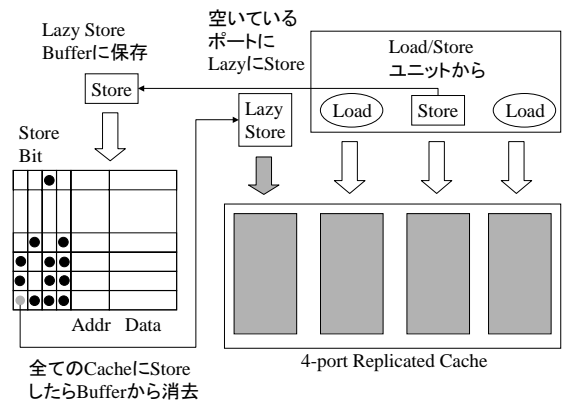 Lazy Store
Bufferに保存
空いている
ポートに
LazyにStore
Load/Store
ユニットから
Store
Lazy
Store
Load
Store
Load
Store
Bit
Addr Data
全てのCacheにStore
したらBufferから消去
4-port Replicated Cache